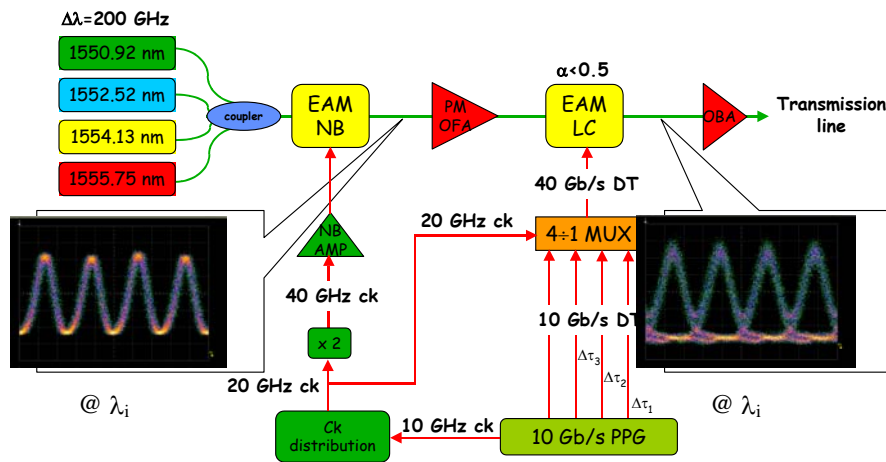 Δλ=200 GHz
1550.92 nm
1552.52 nm
1554.13 nm
1555.75 nm
coupler
EAM
NB
PM
OFA
α<0.5
EAM
LC
OBA
Transmission
line
40 Gb/s DT
20 GHz ck
4÷1 MUX
NB
AMP
40 GHz ck
10 Gb/s DT
x 2
Δτ3
Δτ2
Δτ1
20 GHz ck
@ λi
@ λi
Ck
distribution
10 GHz ck
10 Gb/s PPG